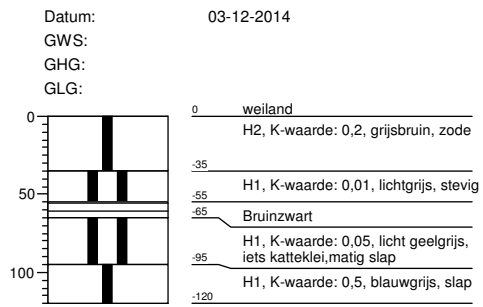 Datum: 03-12-2014
GWS:
GHG:
GLG:
0
0 weiland
H2, K-waarde: 0,2, grijsbruin, zode
-35
H1, K-waarde: 0,01, lichtgrijs, stevig
50
-55
-65 Bruinzwart
H1, K-waarde: 0,05, licht geelgrijs,
iets katteklei,matig slap
-95
100
H1, K-waarde: 0,5, blauwgrijs, slap
-120